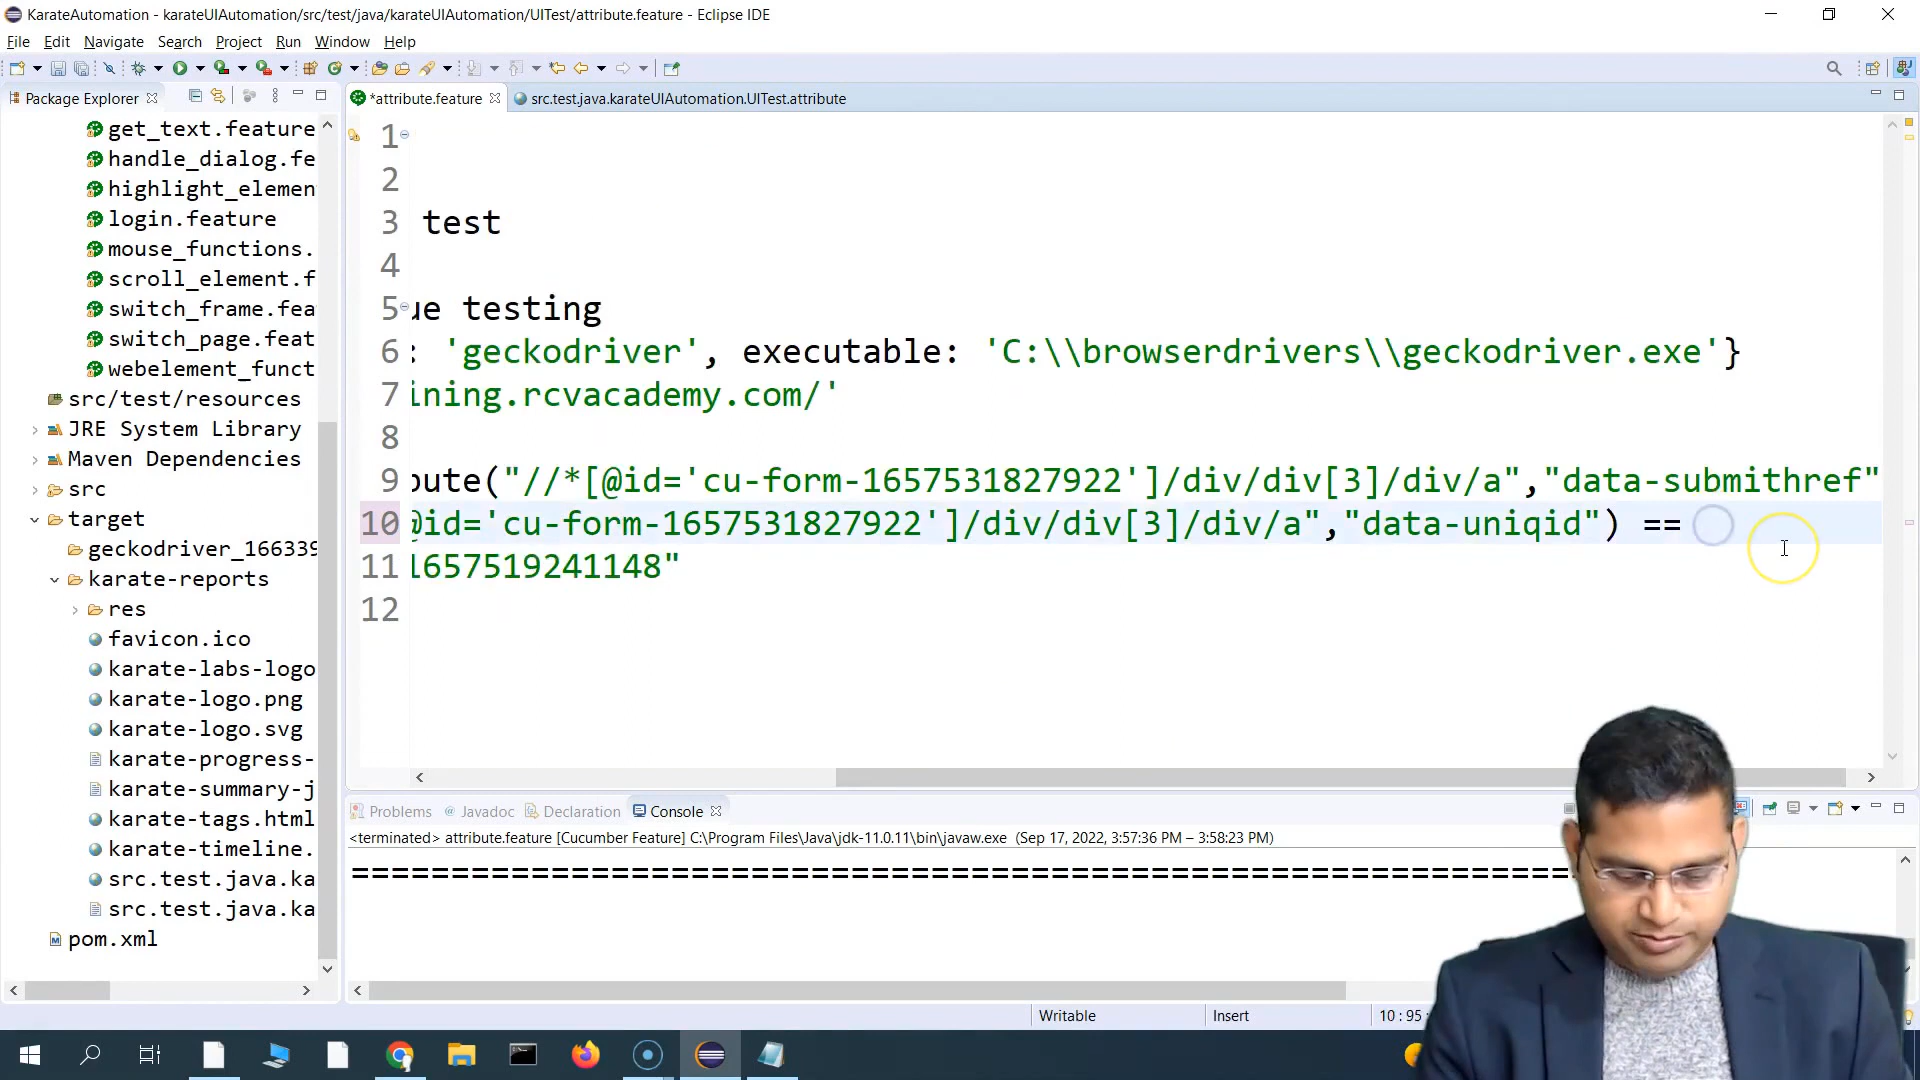 KarateAutomation - karateUIAutomation/src/test/java/karateUIAutomation/UITest/attribute.feature - Eclipse IDE
File Edit Navigate Search Project Run Window Help
Package Explorer
*attribute.feature
src.test.java.karateUIAutomation.UITest.attribute
get_text.feature
handle_dialog.fe
highlight_elemen
login.feature
mouse_functions.
scroll_element.f
switch_frame.fea
switch_page.feat
webelement_funct
src/test/resources
JRE System Library
Maven Dependencies
src
target
geckodriver_166339
karate-reports
res
favicon.ico
karate-labs-logo
karate-logo.png
karate-logo.svg
karate-progress-
karate-summary-j
karate-tags.html
karate-timeline.
src.test.java.ka
src.test.java.ka
pom.xml
1
2
3 test
4
5 ue testing
6 : 'geckodriver', executable: 'C:\\browserdrivers\\geckodriver.exe'}
7 ining.rcvacademy.com/'
8
9 bute("//*[@id='cu-form-1657531827922']/div/div[3]/div/a","data-submithref"
10 @id='cu-form-1657531827922']/div/div[3]/div/a","data-uniqid") ==
11 1657519241148"
12
Problems Javadoc Declaration Console
<terminated> attribute.feature [Cucumber Feature] C:\Program Files\Java\jdk-11.0.11\bin\javaw.exe (Sep 17, 2022, 3:57:36 PM – 3:58:23 PM)
=============================================================
Writable Insert 10 : 95